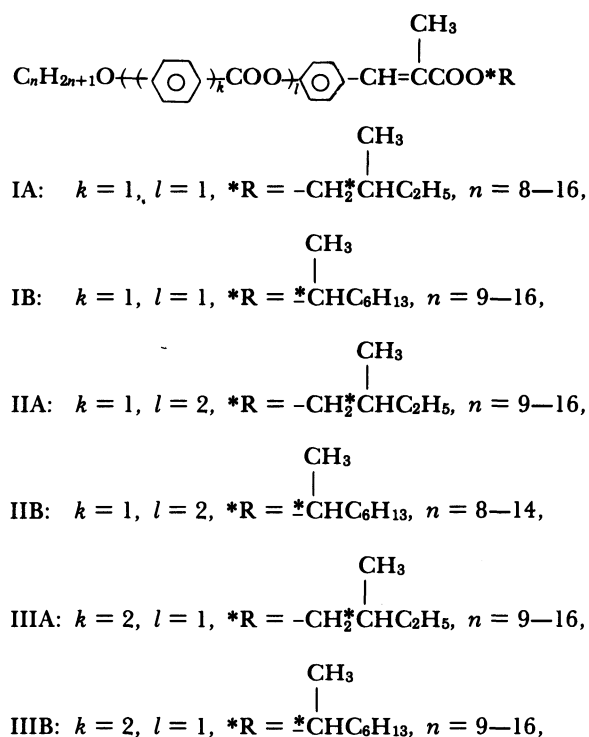 CH₃
CₙH₂ₙ₊₁O-(-(-⌬-)ₖ-COO-)ₗ-⌬-CH=CCOO*R
CH₃
IA: k = 1, l = 1, *R = -CH₂*CHC₂H₅, n = 8—16,
CH₃
IB: k = 1, l = 1, *R = -*CHC₆H₁₃, n = 9—16,
CH₃
IIA: k = 1, l = 2, *R = -CH₂*CHC₂H₅, n = 9—16,
CH₃
IIB: k = 1, l = 2, *R = -*CHC₆H₁₃, n = 8—14,
CH₃
IIIA: k = 2, l = 1, *R = -CH₂*CHC₂H₅, n = 9—16,
CH₃
IIIB: k = 2, l = 1, *R = -*CHC₆H₁₃, n = 9—16,